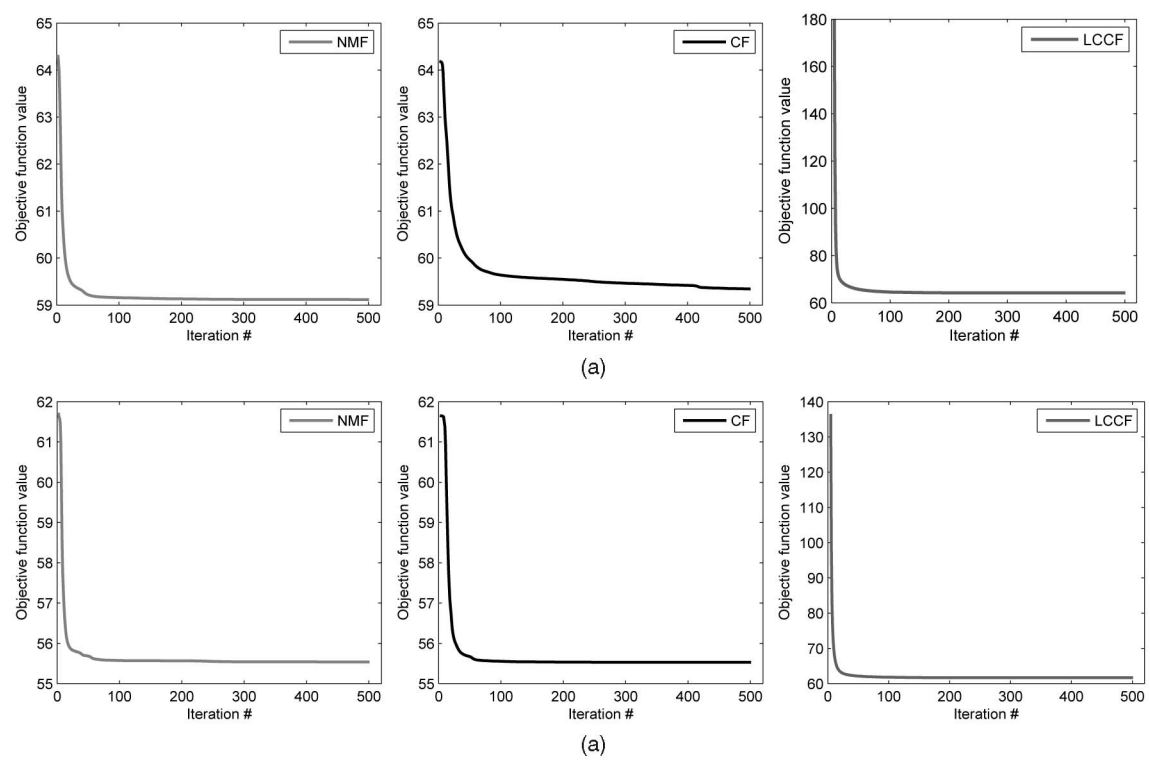 65
64
63
62
61
60
59
0 100 200 300 400 500
Objective function value
Iteration #
NMF
65
64
63
62
61
60
59
0 100 200 300 400 500
Objective function value
Iteration #
CF
180
160
140
120
100
80
60
0 100 200 300 400 500
Objective function value
Iteration #
LCCF
(a)
62
61
60
59
58
57
56
55
0 100 200 300 400 500
Objective function value
Iteration #
NMF
62
61
60
59
58
57
56
55
0 100 200 300 400 500
Objective function value
Iteration #
CF
140
130
120
110
100
90
80
70
60
0 100 200 300 400 500
Objective function value
Iteration #
LCCF
(a)